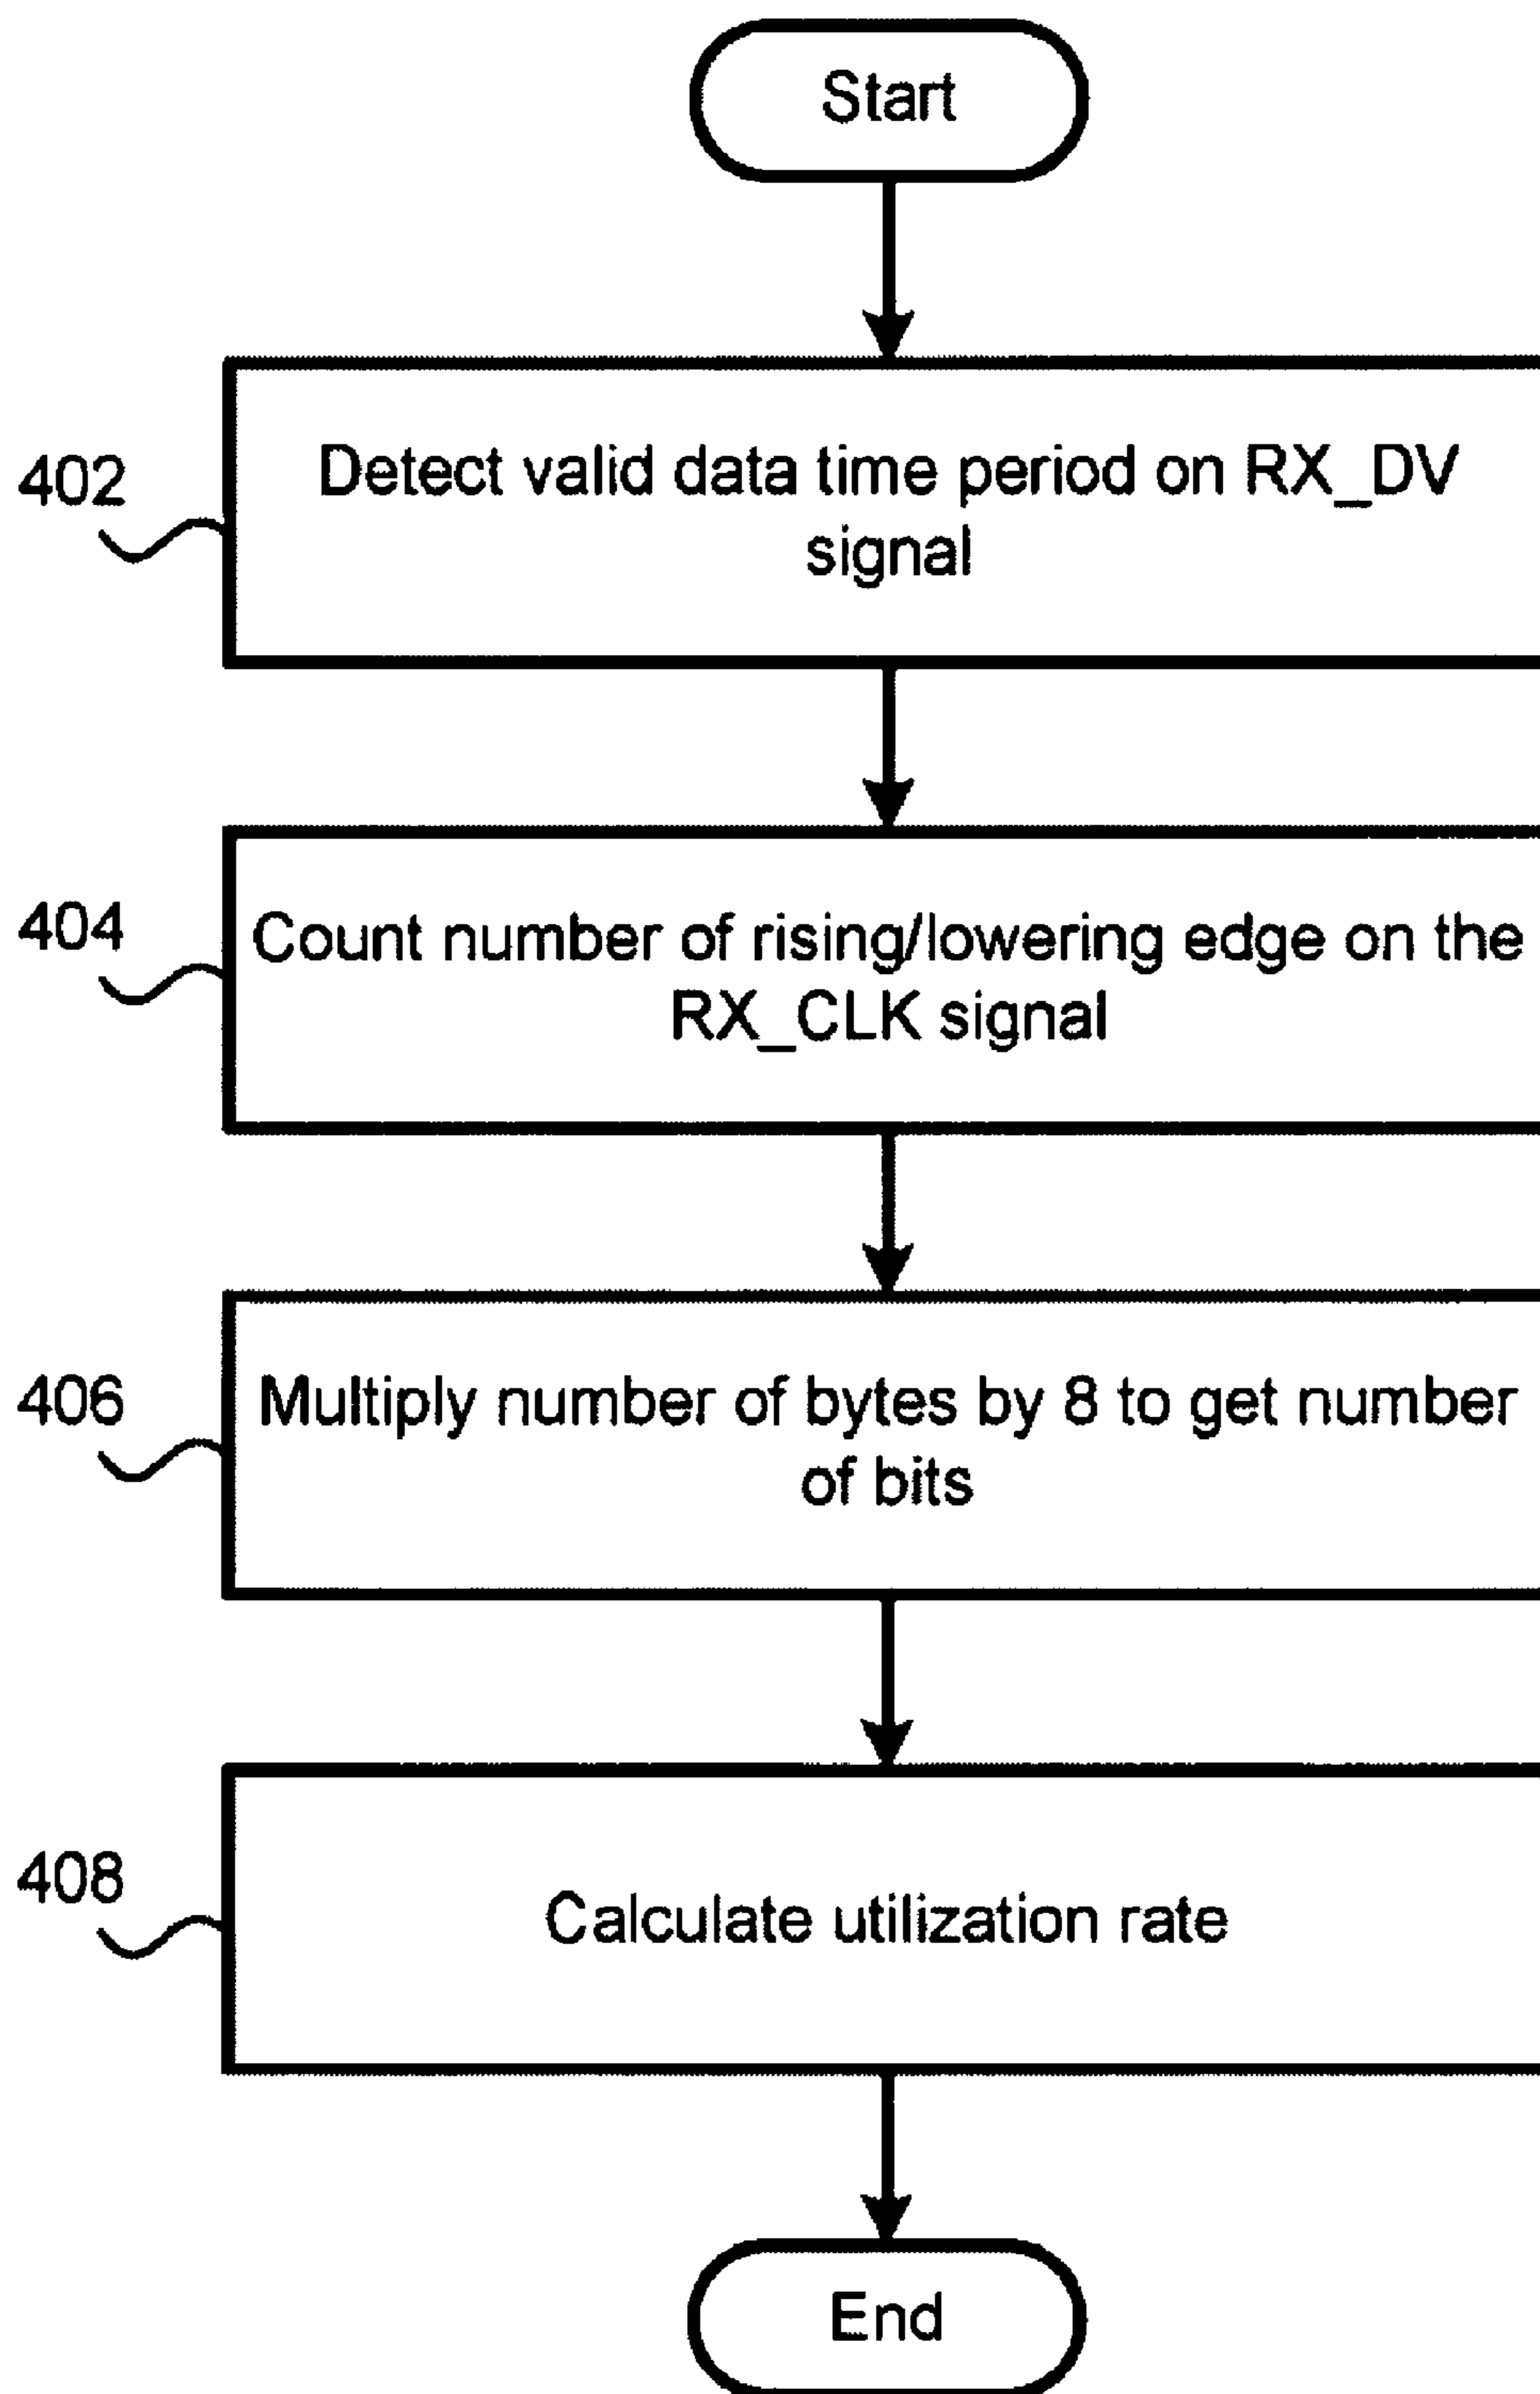 Start
402
Detect valid data time period on RX_DV
signal
404
Count number of rising/lowering edge on the
RX_CLK signal
406
Multiply number of bytes by 8 to get number
of bits
408
Calculate utilization rate
End